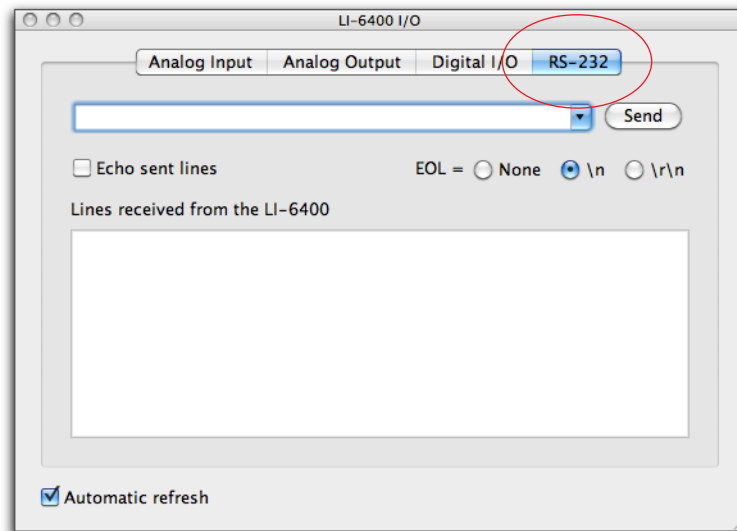 LI-6400 I/O
Analog Input Analog Output Digital I/O RS-232
Send
Echo sent lines EOL = None \n \r\n
Lines received from the LI-6400
Automatic refresh